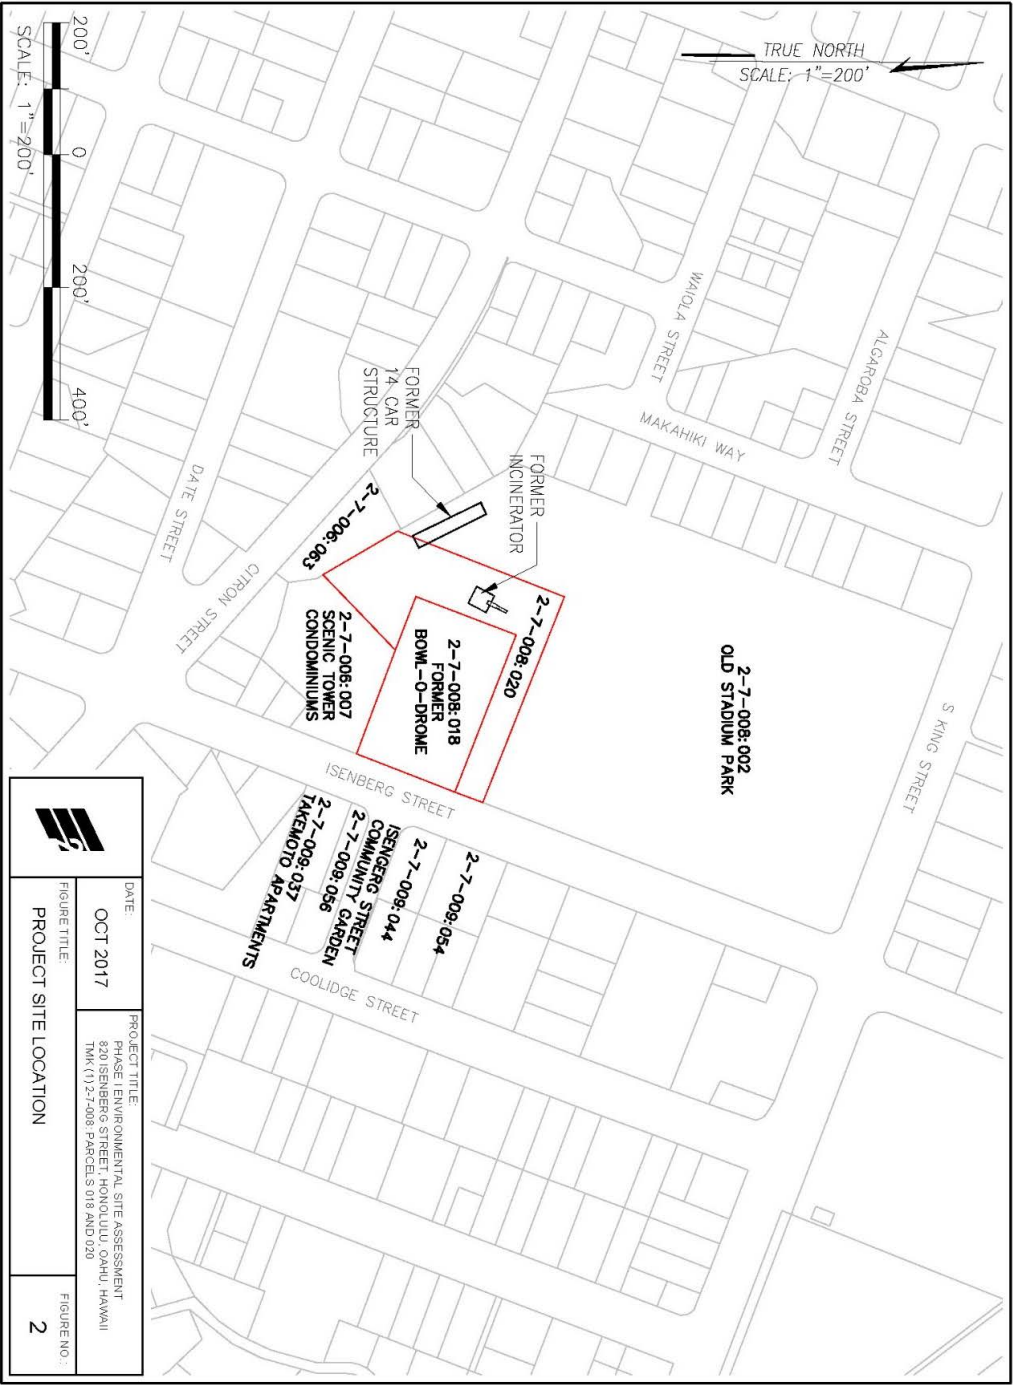 TRUE NORTH
SCALE: 1"=200'
200'
0
200'
400'
SCALE: 1"=200'
WAIOLA STREET
ALGAROBA STREET
MAKAHIKI WAY
S KING STREET
DATE STREET
CITRON STREET
ISENBERG STREET
COOLIDGE STREET
FORMER
14 CAR
STRUCTURE
FORMER
INCINERATOR
2-7-008:002
OLD STADIUM PARK
2-7-008:020
2-7-008:018
FORMER
BOWL-O-DROME
2-7-006:063
2-7-006:007
SCENIC TOWER
CONDOMINIUMS
2-7-009:054
2-7-009:044
ISENGERG STREET
COMMUNITY GARDEN
2-7-009:056
2-7-009:037
TAKEMOTO APARTMENTS
DATE:
OCT 2017
PROJECT TITLE:
PHASE I ENVIRONMENTAL SITE ASSESSMENT
820 ISENBERG STREET, HONOLULU, OAHU, HAWAII
TMK (1) 2-7-008: PARCELS 018 AND 020
FIGURE TITLE:
PROJECT SITE LOCATION
FIGURE NO.:
2